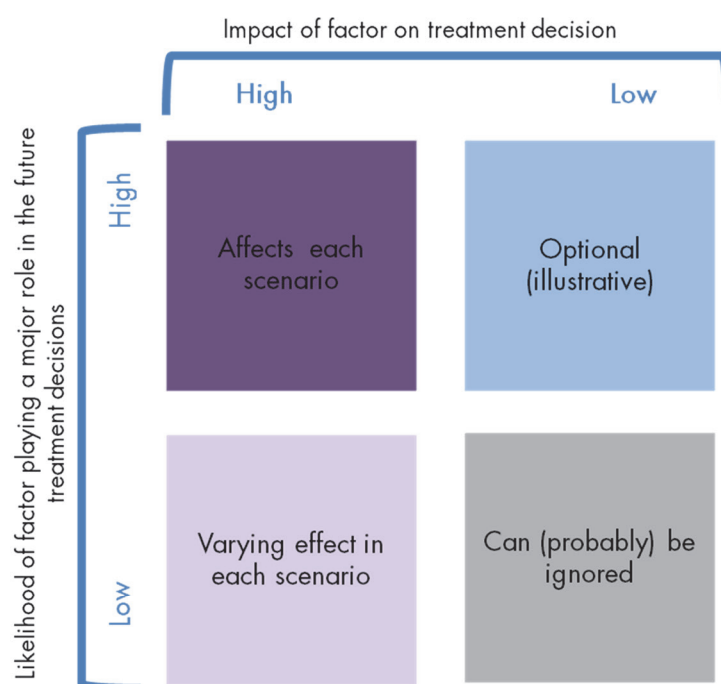 Impact of factor on treatment decision
High
Low
Likelihood of factor playing a major role in the future
treatment decisions
High
Low
Affects each
scenario
Optional
(illustrative)
Varying effect in
each scenario
Can (probably) be
ignored